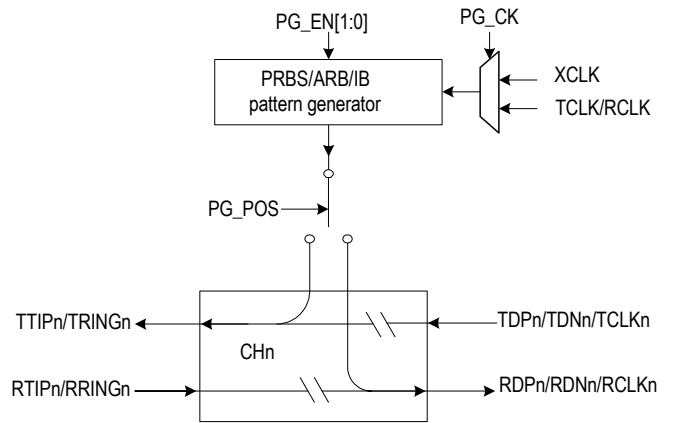 PG_EN[1:0]
PG_CK
PRBS/ARB/IB
pattern generator
XCLK
TCLK/RCLK
PG_POS
TTIPn/TRINGn
TDPn/TDNn/TCLKn
CHn
RTIPn/RRINGn
RDPn/RDNn/RCLKn